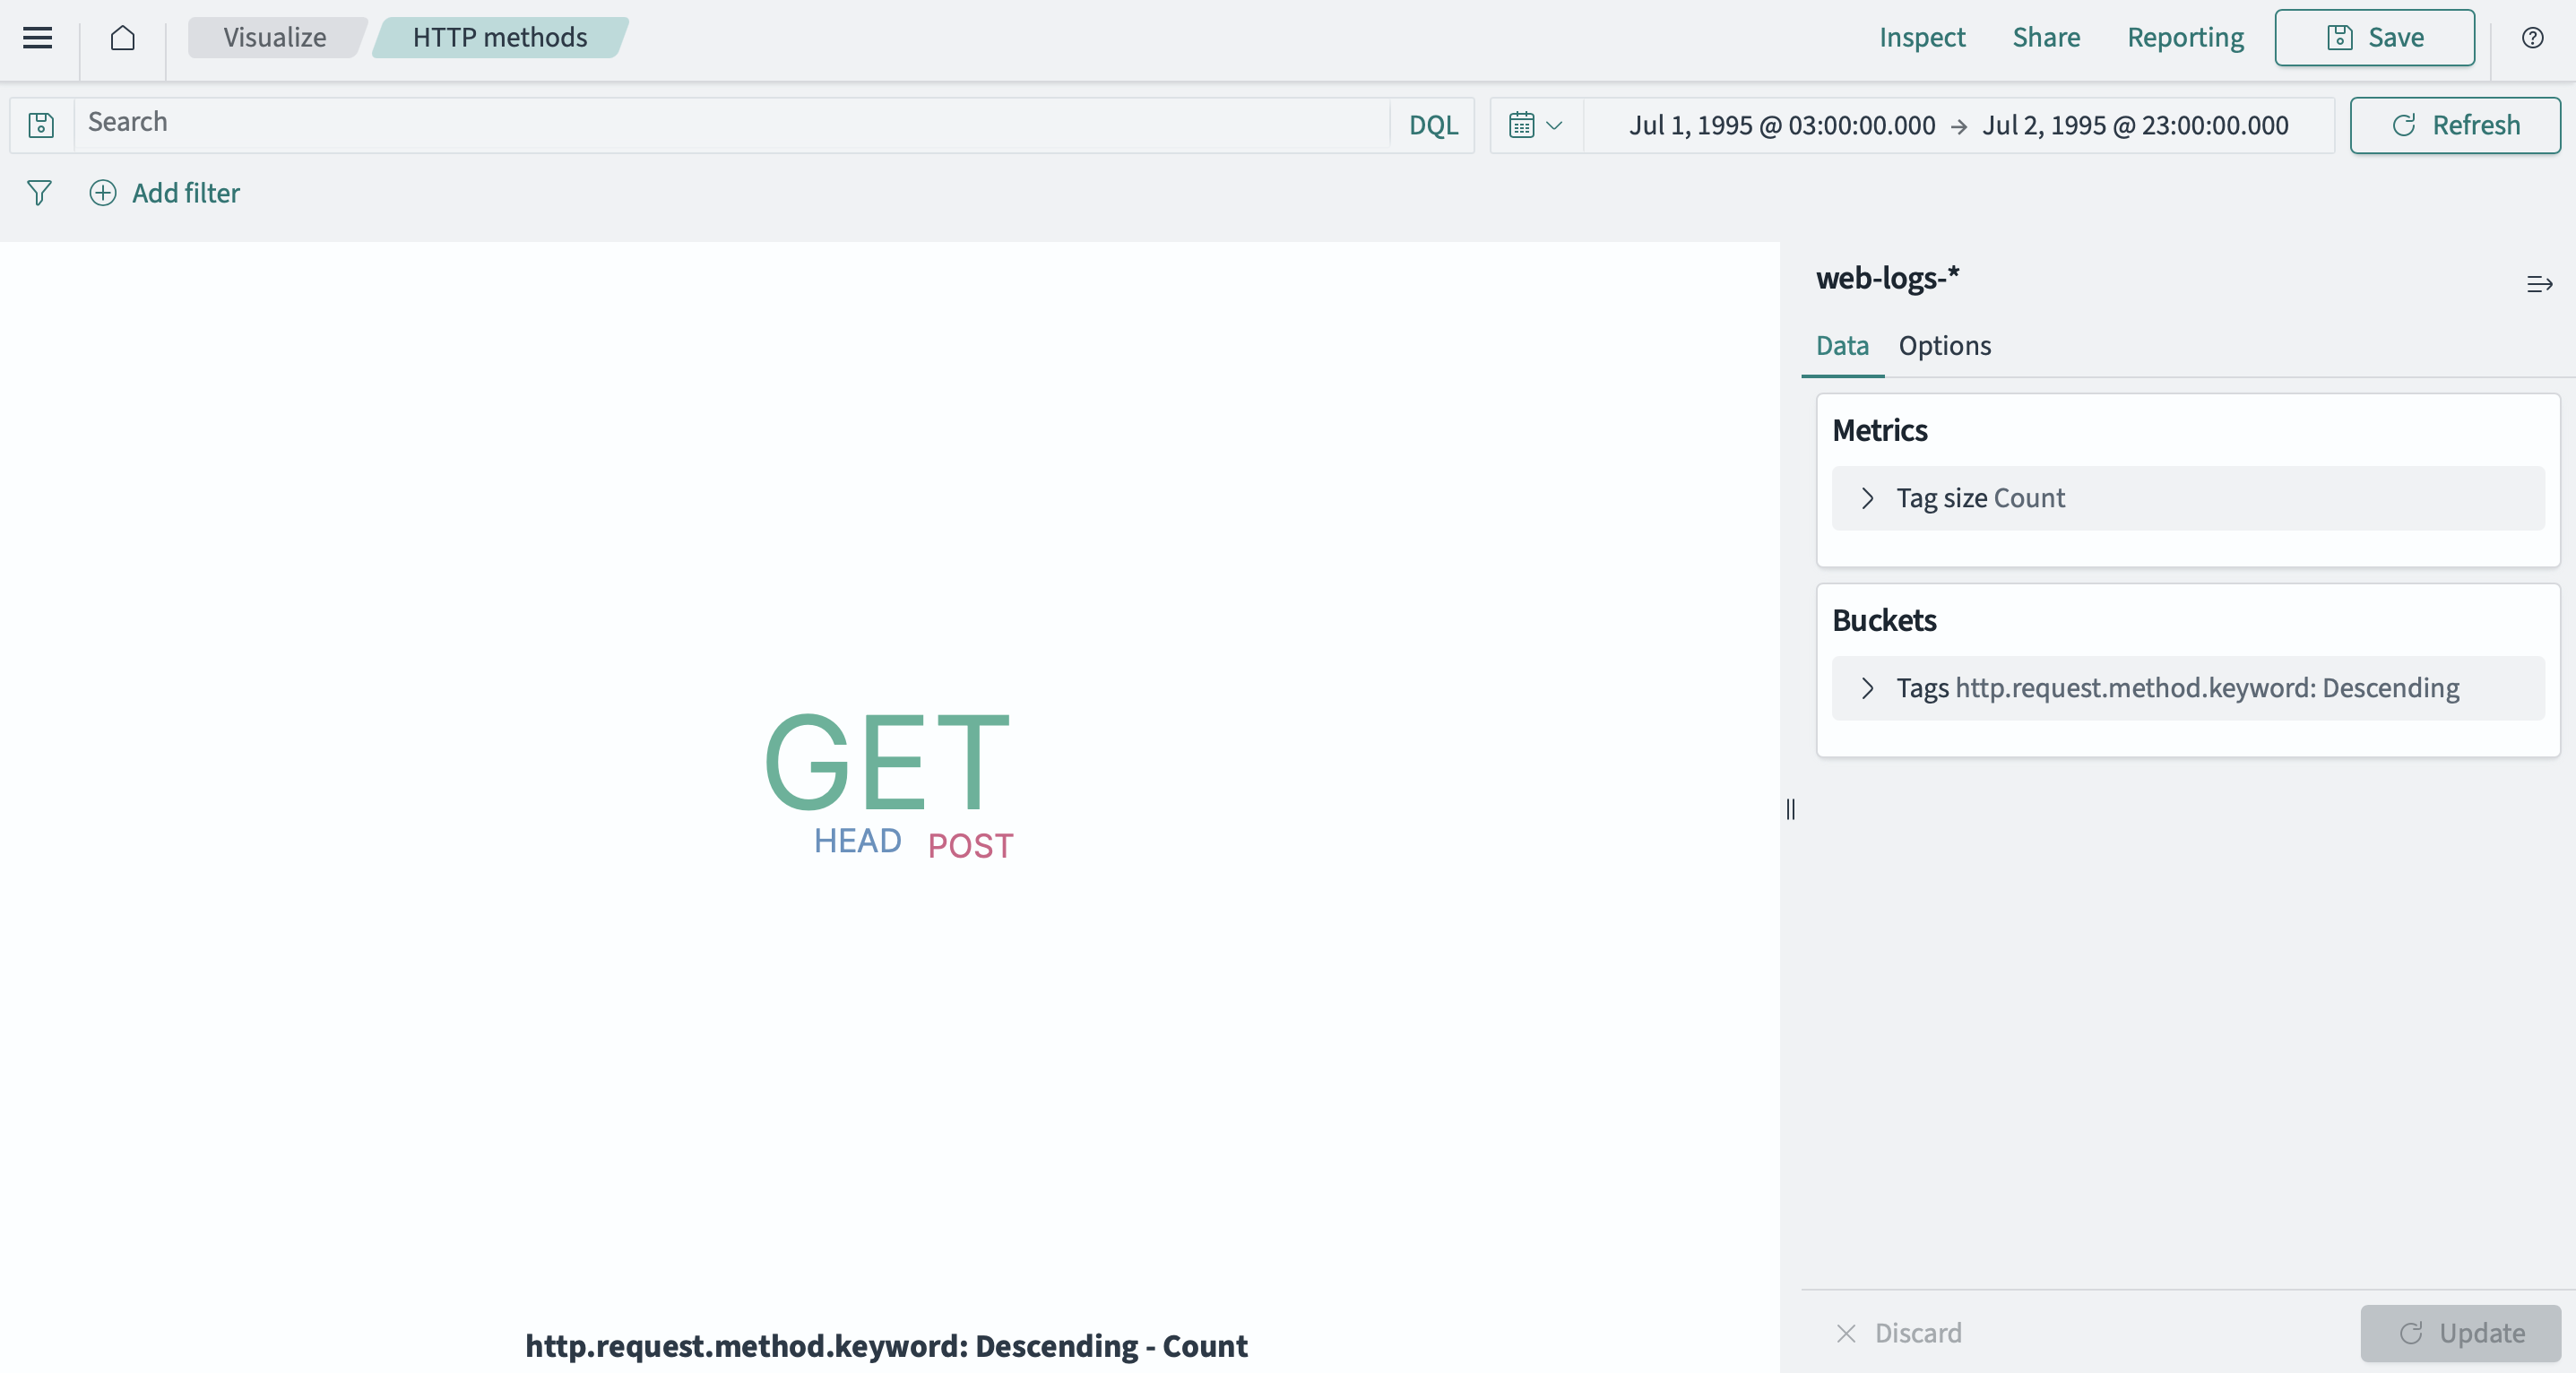 Visualize HTTP methods Inspect Share Reporting Save
Search DQL Jul 1, 1995 @ 03:00:00.000 → Jul 2, 1995 @ 23:00:00.000 Refresh
Add filter
web-logs-*
Data Options
Metrics
Tag size Count
Buckets
Tags http.request.method.keyword: Descending
GET
HEAD POST
http.request.method.keyword: Descending - Count
Discard Update